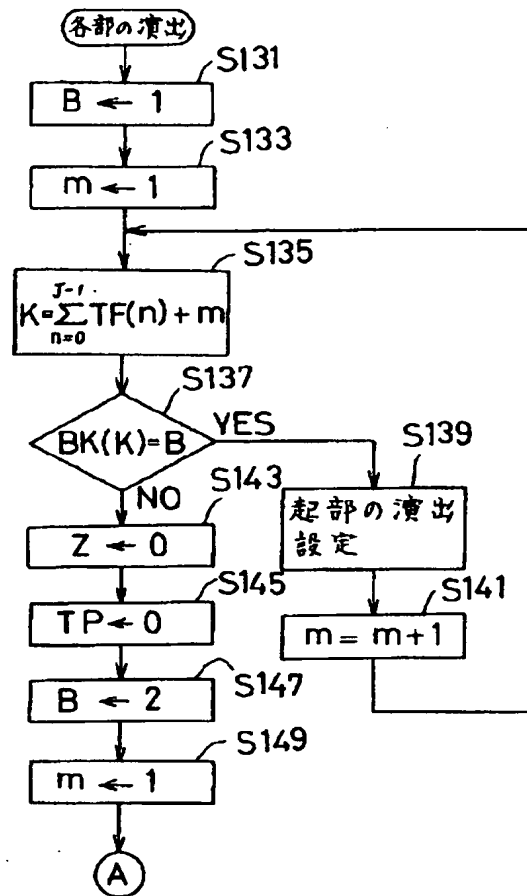 各部の演出
S131
B ← 1
S133
m ← 1
S135
K=∑TF(n)+m
J-1
n=0
S137
BK(K)=B
YES
NO
S139
起部の演出
設定
S141
m = m+1
S143
Z ← 0
S145
TP ← 0
S147
B ← 2
S149
m ← 1
A